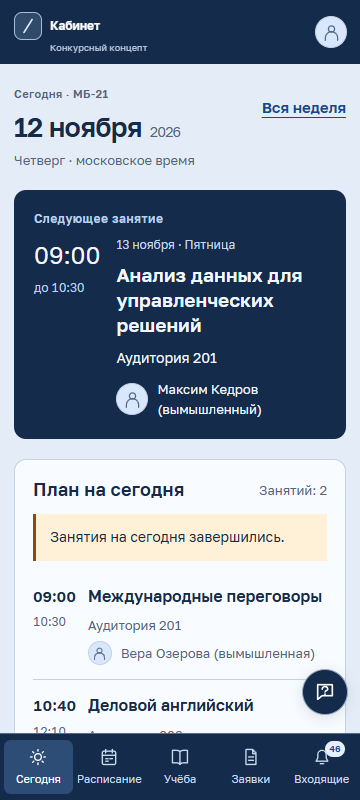 Кабинет
Конкурсный концепт
Сегодня · МБ-21
12 ноября 2026
Вся неделя
Четверг · московское время
Следующее занятие
09:00
до 10:30
13 ноября · Пятница
Анализ данных для
управленческих
решений
Аудитория 201
Максим Кедров
(вымышленный)
План на сегодня
Занятий: 2
Занятия на сегодня завершились.
09:00 Международные переговоры
10:30
Аудитория 201
Вера Озерова (вымышленная)
10:40 Деловой английский
12:10
Сегодня
Расписание
Учёба
Заявки
46
Входящие